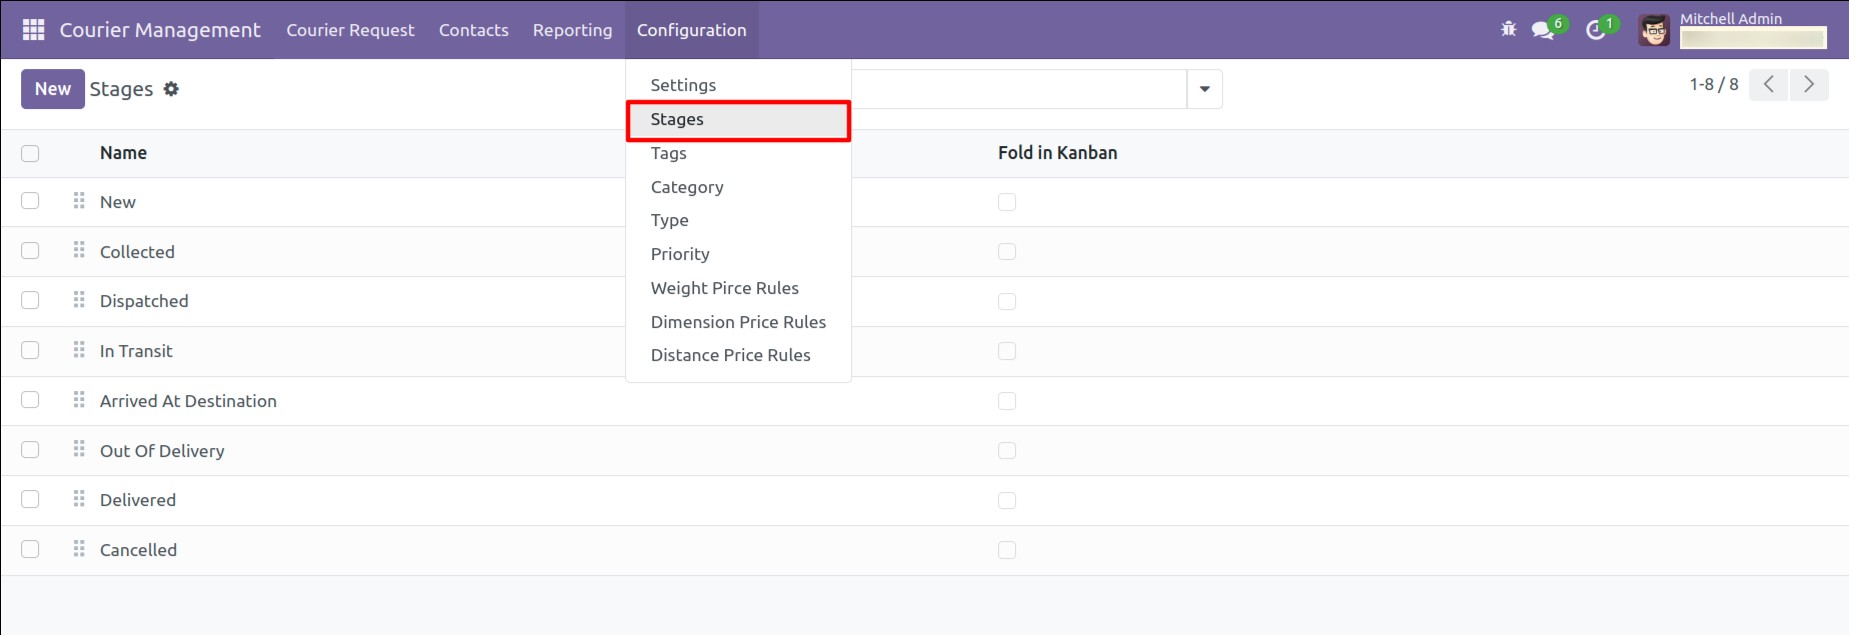 Courier Management Courier Request Contacts Reporting Configuration 6 1 Mitchell Admin
New Stages 1-8 / 8
Settings
Stages
Tags
Category
Type
Priority
Weight Pirce Rules
Dimension Price Rules
Distance Price Rules
Name Fold in Kanban
New
Collected
Dispatched
In Transit
Arrived At Destination
Out Of Delivery
Delivered
Cancelled